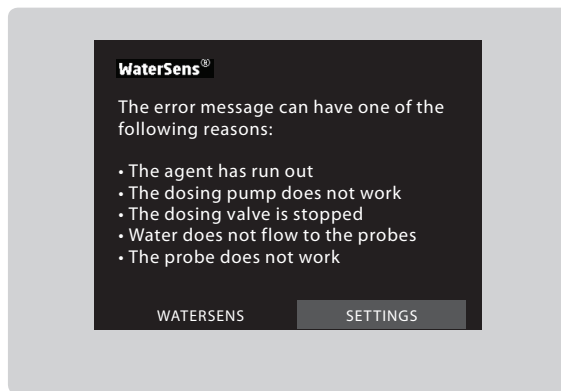 WaterSens®
The error message can have one of the
following reasons:
• The agent has run out
• The dosing pump does not work
• The dosing valve is stopped
• Water does not flow to the probes
• The probe does not work
WATERSENS SETTINGS